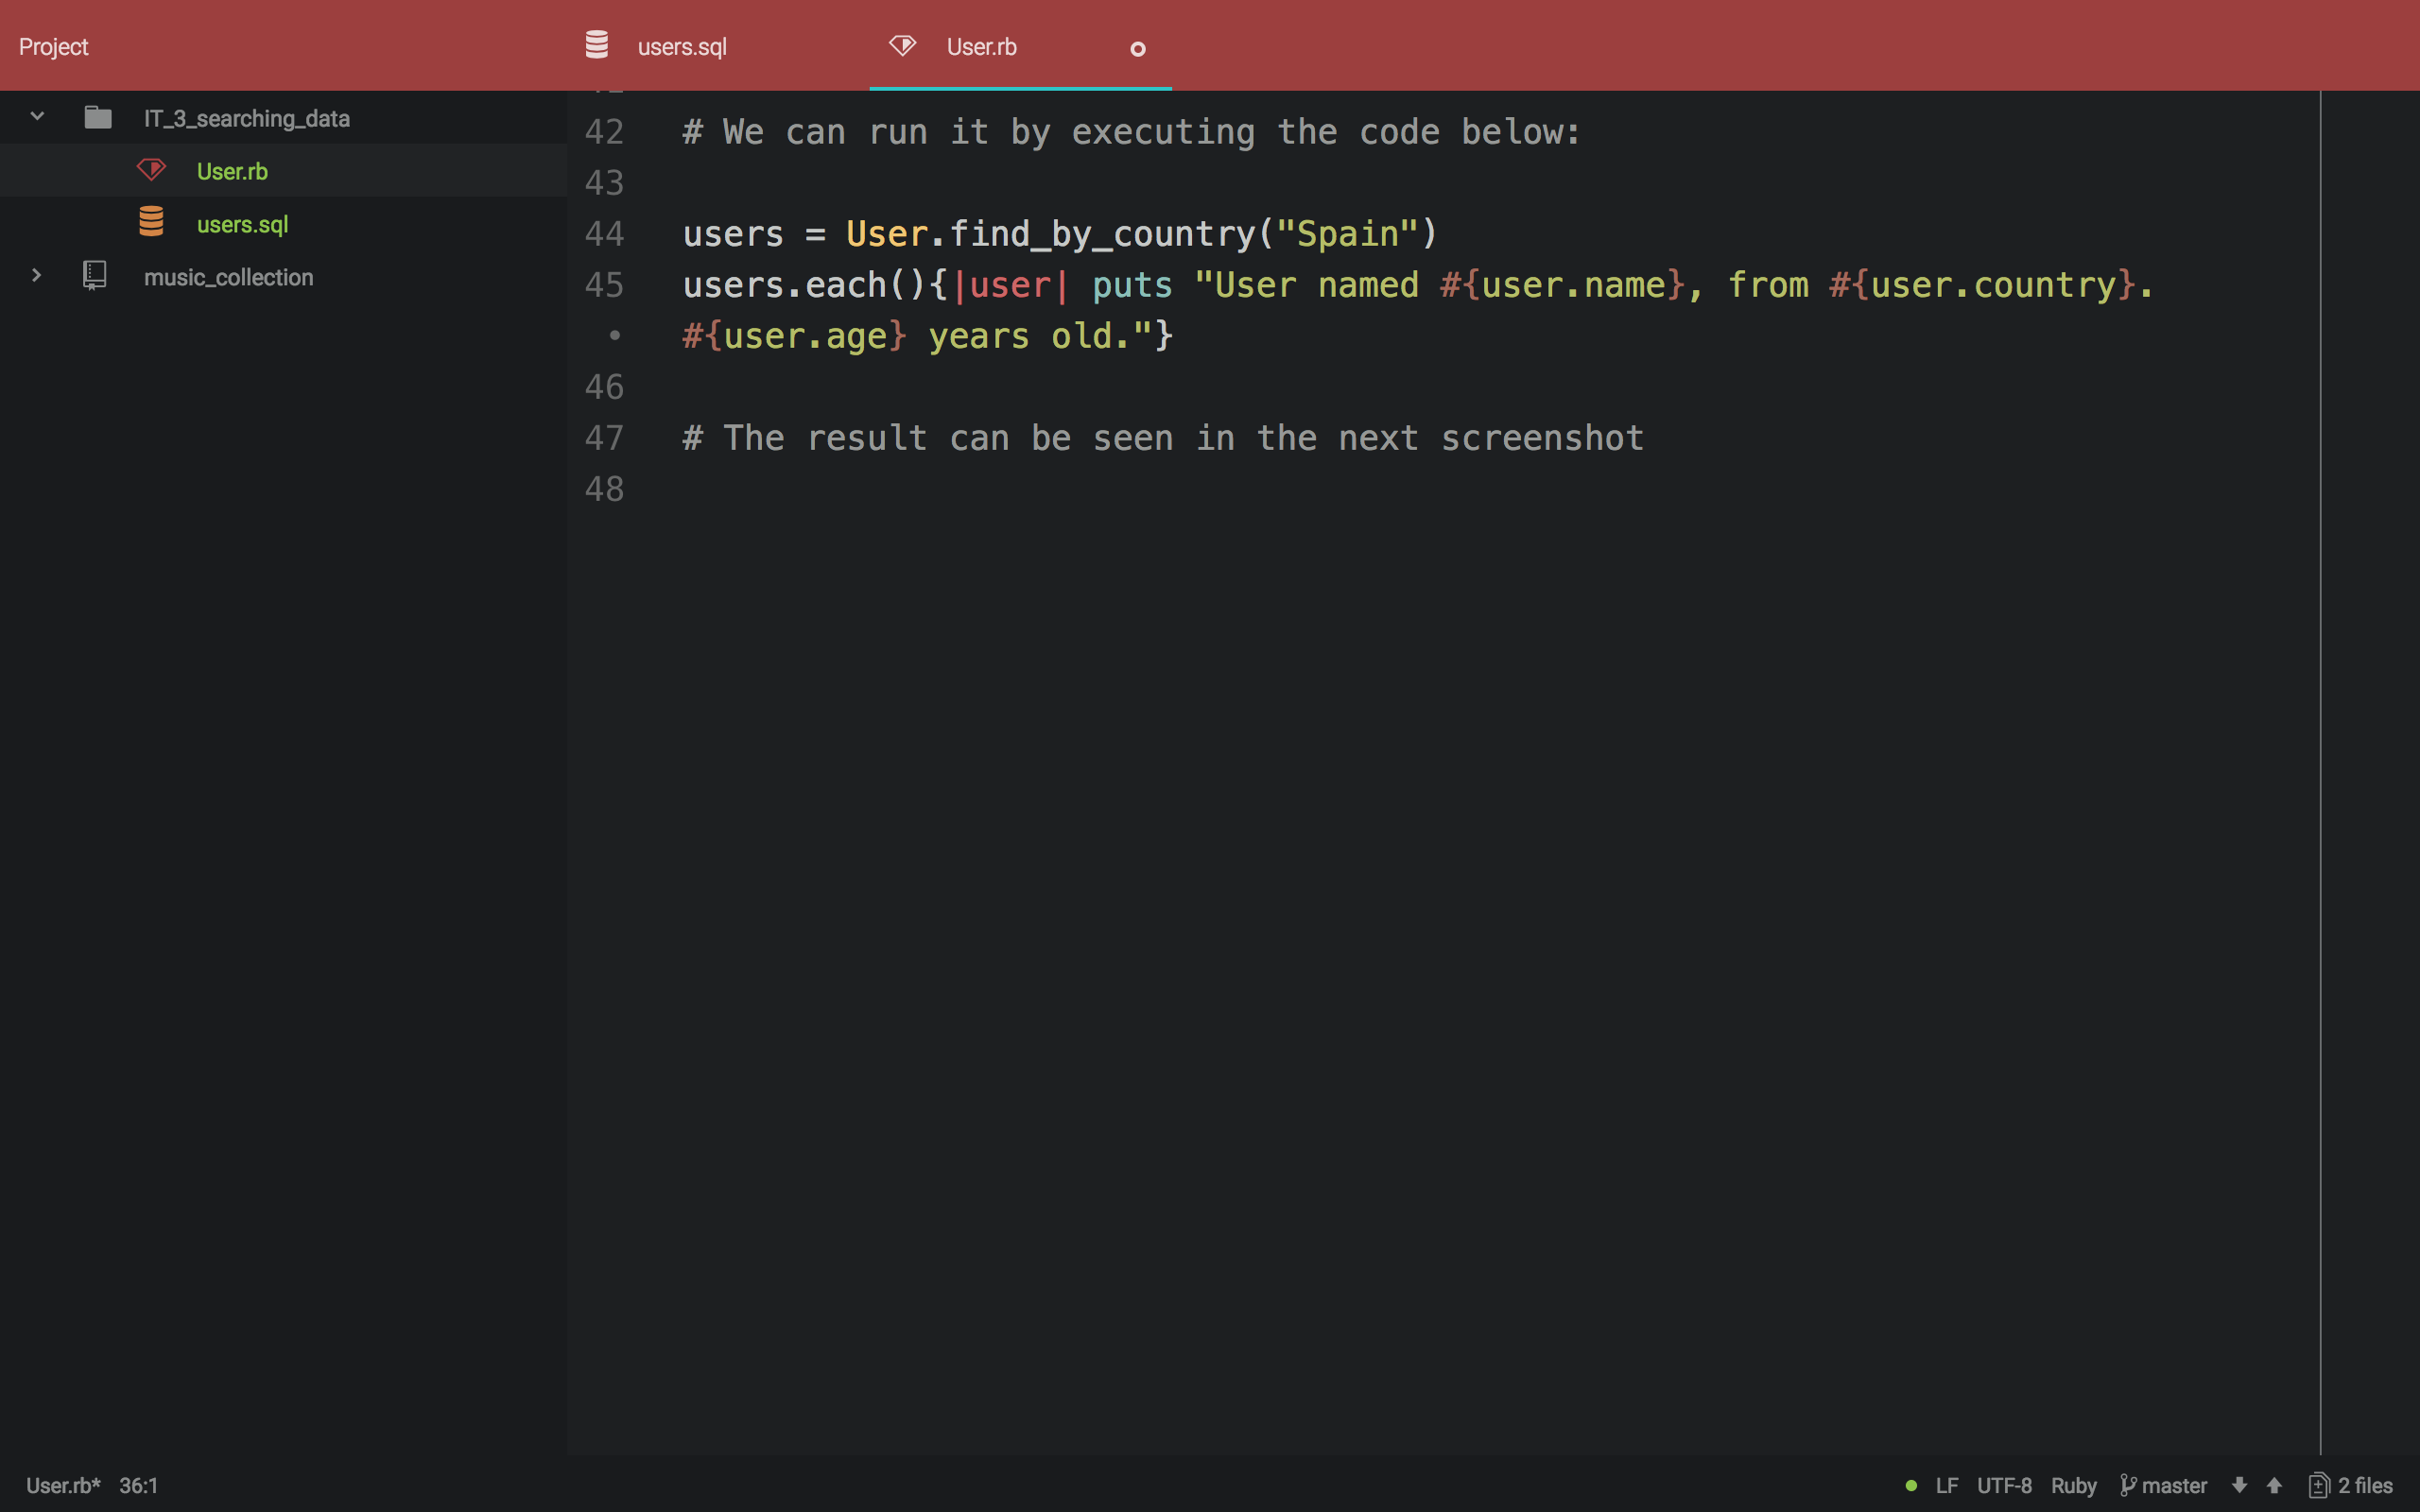 Project
users.sql
User.rb
IT_3_searching_data
User.rb
users.sql
music_collection
42 # We can run it by executing the code below:
43
44 users = User.find_by_country("Spain")
45 users.each(){|user| puts "User named #{user.name}, from #{user.country}.
• #{user.age} years old."}
46
47 # The result can be seen in the next screenshot
48
User.rb* 36:1
LF UTF-8 Ruby master 2 files